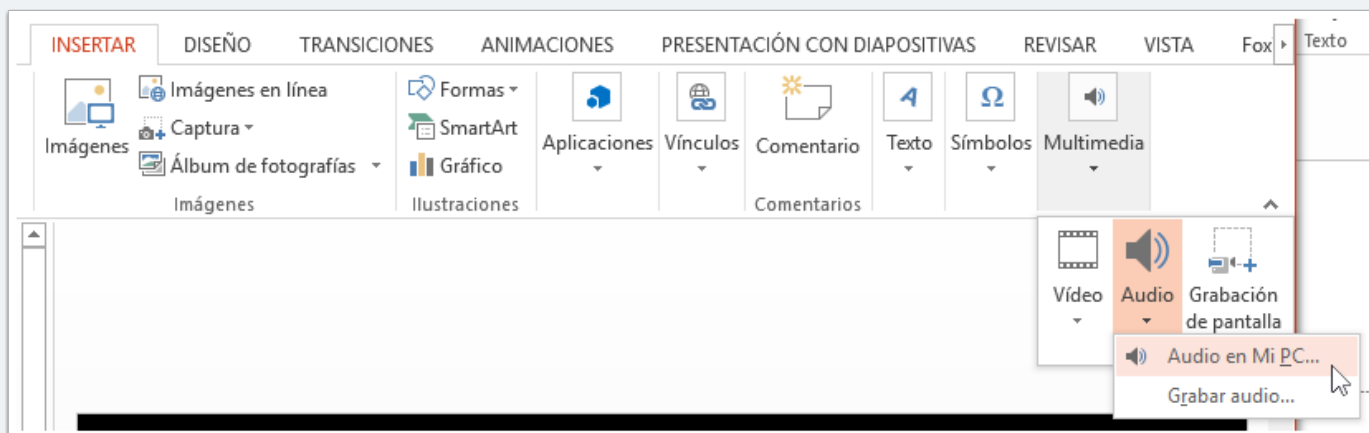 INSERTAR DISEÑO TRANSICIONES ANIMACIONES PRESENTACIÓN CON DIAPOSITIVAS REVISAR VISTA Fox Texto
Imágenes
Imágenes en línea
Captura
Álbum de fotografías
Imágenes
Formas
SmartArt
Gráfico
Ilustraciones
Aplicaciones
Vínculos
Comentario
Comentarios
Texto
Símbolos
Multimedia
Vídeo
Audio
Grabación
de pantalla
Audio en Mi PC...
Grabar audio...